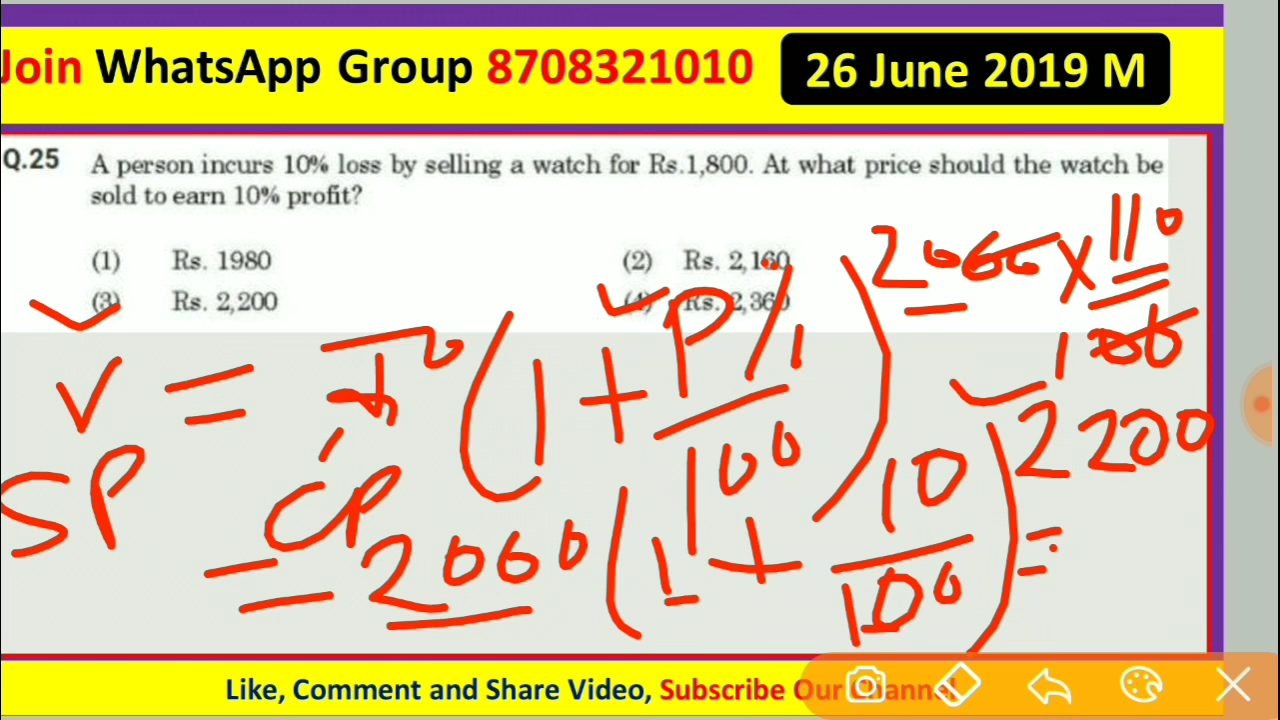 Join WhatsApp Group 8708321010 26 June 2019 M
Q.25 A person incurs 10% loss by selling a watch for Rs.1,800. At what price should the watch be
sold to earn 10% profit?
(1) Rs. 1980 (2) Rs. 2,160
(3) Rs. 2,200 (4) Rs. 2,360
2000 × 110
100
= (1 + P%
100 )
2200
SP
CP
= 2000 (1 + 10
100 ) =
Like, Comment and Share Video, Subscribe Our Channel